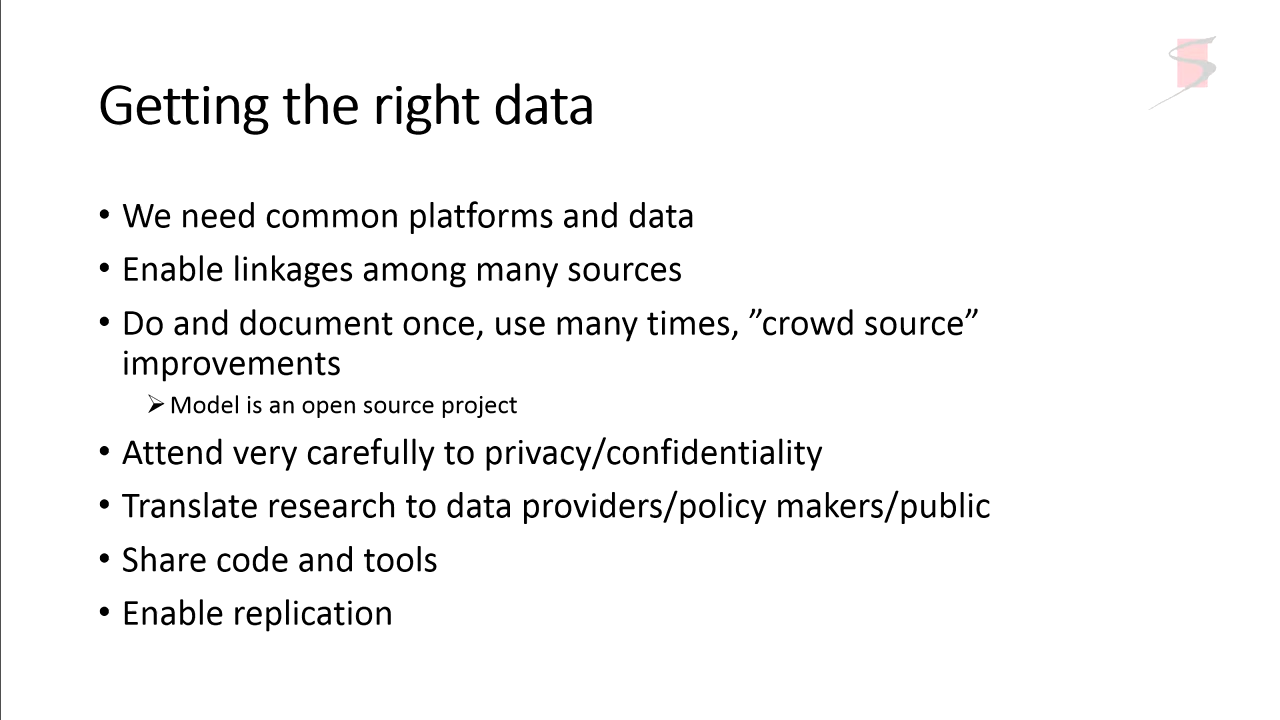 Getting the right data
• We need common platforms and data
• Enable linkages among many sources
• Do and document once, use many times, ”crowd source”
improvements
➢ Model is an open source project
• Attend very carefully to privacy/confidentiality
• Translate research to data providers/policy makers/public
• Share code and tools
• Enable replication